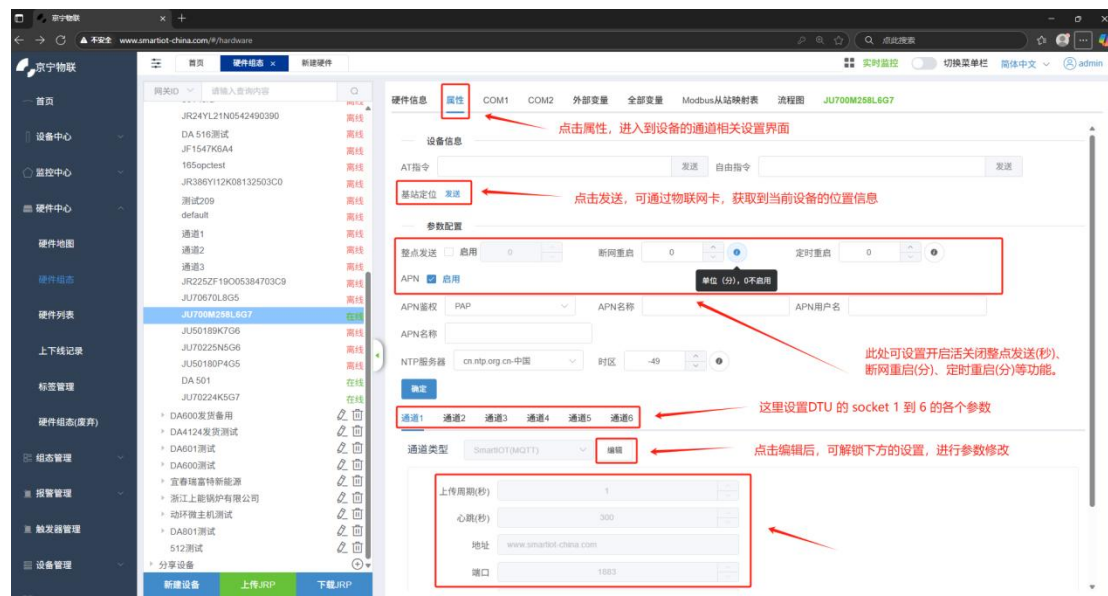 京宁物联 × +
不安全 www.smartiot-china.com/#/hardware 点此搜索
京宁物联 首页 硬件组态 × 新建硬件 实时监控 切换菜单栏 简体中文 admin
首页
设备中心
监控中心
硬件中心
硬件地图
硬件组态
硬件列表
上下线记录
标签管理
硬件组态(废弃)
组态管理
报警管理
触发器管理
设备管理
网关ID 请输入查询内容
JR24YL21N0542490390 离线
DA 516测试 离线
JF1547K6A4 离线
165opctest 离线
JR386YI12K08132503C0 离线
测试209 离线
default 离线
通道1 离线
通道2 离线
通道3 离线
JR225ZF19O05384703C9 离线
JU70670L8G5 离线
JU700M258L6G7 在线
JU50189K7G6 离线
JU70225N5G6 离线
JU50180P4G5 离线
DA 501 在线
JU70224K5G7 在线
DA600发货备用
DA4124发货测试
DA601测试
DA600测试
宜春瑞富特新能源
浙江上能锅炉有限公司
动环微主机测试
DA801测试
512测试
分享设备
新建设备 上传JRP 下载JRP
硬件信息 属性 COM1 COM2 外部变量 全部变量 Modbus从站映射表 流程图 JU700M258L6G7
点击属性，进入到设备的通道相关设置界面
设备信息
AT指令 发送 自由指令 发送
基站定位 发送
点击发送，可通过物联网卡，获取到当前设备的位置信息
参数配置
整点发送 启用 0 断网重启 0 定时重启 0
APN 启用 单位（分），0不启用
APN鉴权 PAP APN名称 APN用户名
APN名称
NTP服务器 cn.ntp.org.cn-中国 时区 -49
此处可设置开启活关闭整点发送(秒)、
断网重启(分)、定时重启(分)等功能。
确定
通道1 通道2 通道3 通道4 通道5 通道6
这里设置DTU 的 socket 1 到 6 的各个参数
通道类型 SmartIOT(MQTT) 编辑
点击编辑后，可解锁下方的设置，进行参数修改
上传周期(秒) 1
心跳(秒) 300
地址 www.smartiot-china.com
端口 1883